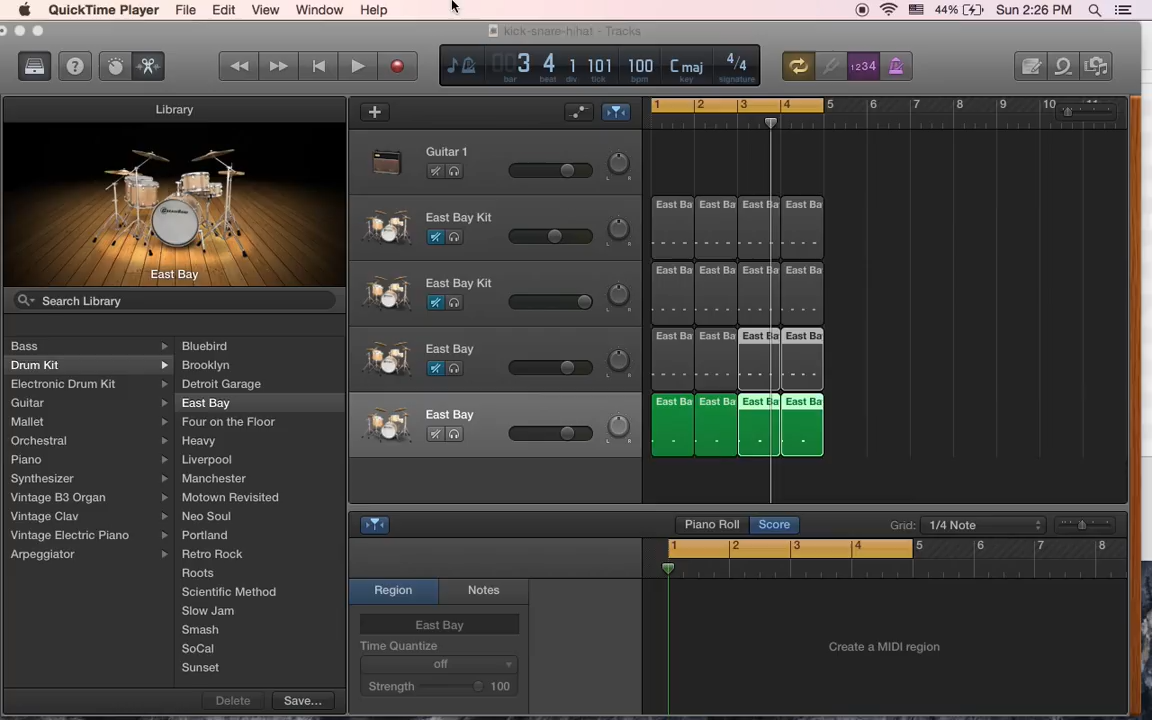 QuickTime Player File Edit View Window Help 44% Sun 2:26 PM
kick-snare-hihat - Tracks
1234
3 4 1 101 100 C maj 4/4
bar beat div tick bpm key signature
Library
East Bay
Search Library
Bass
Drum Kit
Electronic Drum Kit
Guitar
Mallet
Orchestral
Piano
Synthesizer
Vintage B3 Organ
Vintage Clav
Vintage Electric Piano
Arpeggiator
Bluebird
Brooklyn
Detroit Garage
East Bay
Four on the Floor
Heavy
Liverpool
Manchester
Motown Revisited
Neo Soul
Portland
Retro Rock
Roots
Scientific Method
Slow Jam
Smash
SoCal
Sunset
Delete Save...
1 2 3 4 5 6 7 8 9 10 11
Guitar 1
L R
East Bay Kit
L R
East Ba East Ba East Ba East Ba
East Bay Kit
L R
East Ba East Ba East Ba East Ba
East Bay
L R
East Ba East Ba East Ba East Ba
East Bay
L R
East Ba East Ba East Ba East Ba
Piano Roll Score Grid: 1/4 Note
1 2 3 4 5 6 7 8
Region Notes
East Bay
Time Quantize
off
Strength 100
Create a MIDI region